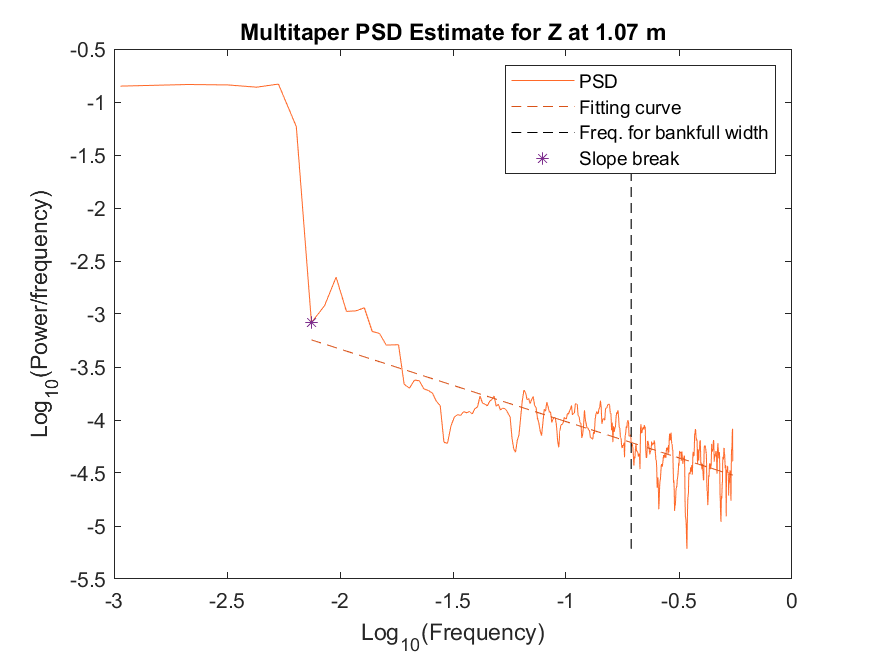 Multitaper PSD Estimate for Z at 1.07 m
PSD
Fitting curve
Freq. for bankfull width
Slope break
Log10(Power/frequency)
-0.5
-1
-1.5
-2
-2.5
-3
-3.5
-4
-4.5
-5
-5.5
-3
-2.5
-2
-1.5
-1
-0.5
0
Log10(Frequency)